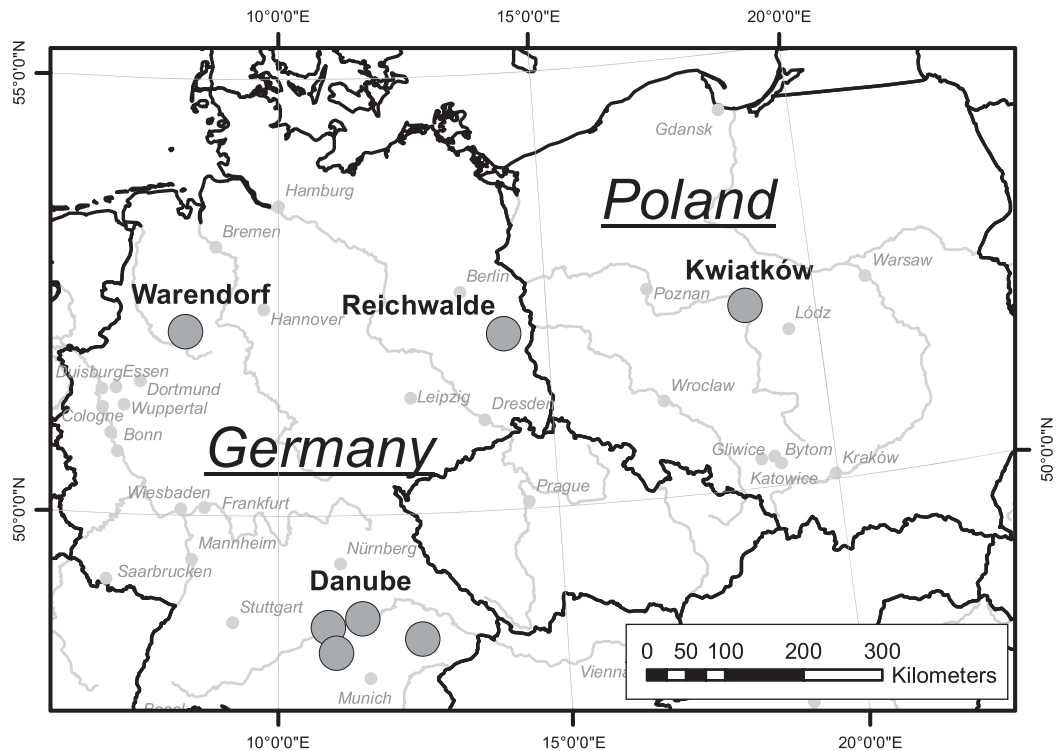 10°0'0"E 15°0'0"E 20°0'0"E
55°0'0"N
Gdansk
Hamburg
Poland
Bremen
Warsaw
Berlin
Kwiatków
Warendorf
Reichwalde
Poznan
Hannover
Lódz
Duisburg Essen
Dortmund
Wroclaw
Leipzig
Dresden
Cologne
Wuppertal
Bonn
Germany
Gliwice
Bytom
Kraków
50°0'0"N
Katowice
Prague
Wiesbaden
Frankfurt
50°0'0"N
Mannheim
Nürnberg
Saarbrucken
Danube
Stuttgart
0 50 100 200 300
Kilometers
Vienna
Munich
10°0'0"E 15°0'0"E 20°0'0"E